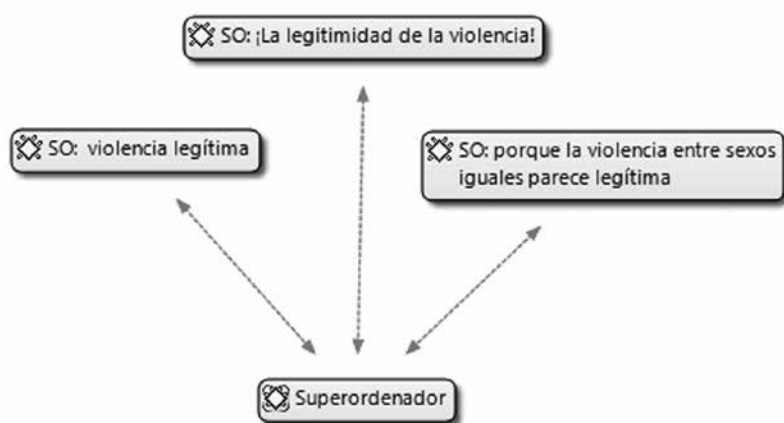 SO: ¡La legitimidad de la violencia!
SO: violencia legítima
SO: porque la violencia entre sexos
iguales parece legítima
Superordenador